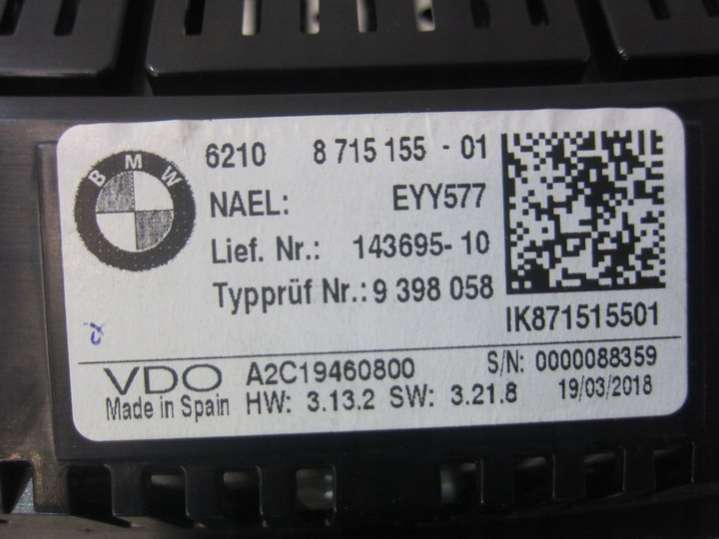 BMW
6210 8 715 155 - 01
NAEL: EYY577
Lief. Nr.: 143695- 10
Typprüf Nr.: 9 398 058
IK871515501
VDO A2C19460800 S/N: 0000088359
Made in Spain HW: 3.13.2 SW: 3.21.8 19/03/2018